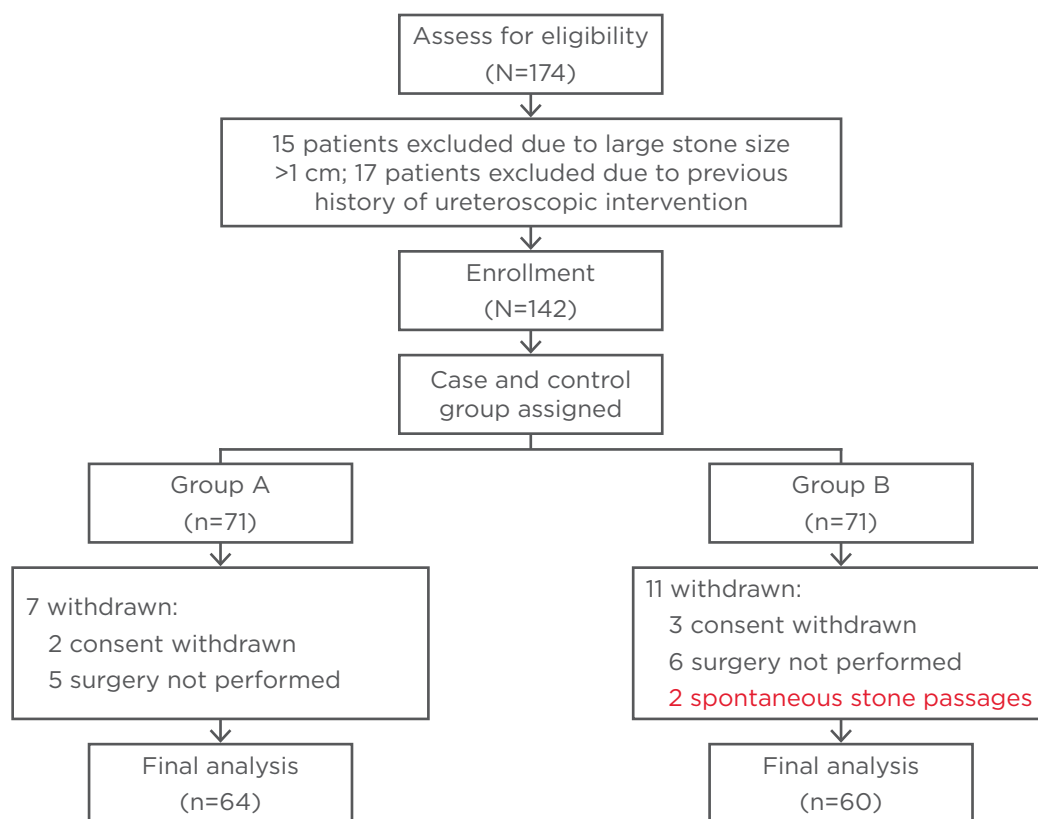 Assess for eligibility
(N=174)
15 patients excluded due to large stone size
>1 cm; 17 patients excluded due to previous
history of ureteroscopic intervention
Enrollment
(N=142)
Case and control
group assigned
Group A
(n=71)
Group B
(n=71)
7 withdrawn:
2 consent withdrawn
5 surgery not performed
11 withdrawn:
3 consent withdrawn
6 surgery not performed
2 spontaneous stone passages
Final analysis
(n=64)
Final analysis
(n=60)